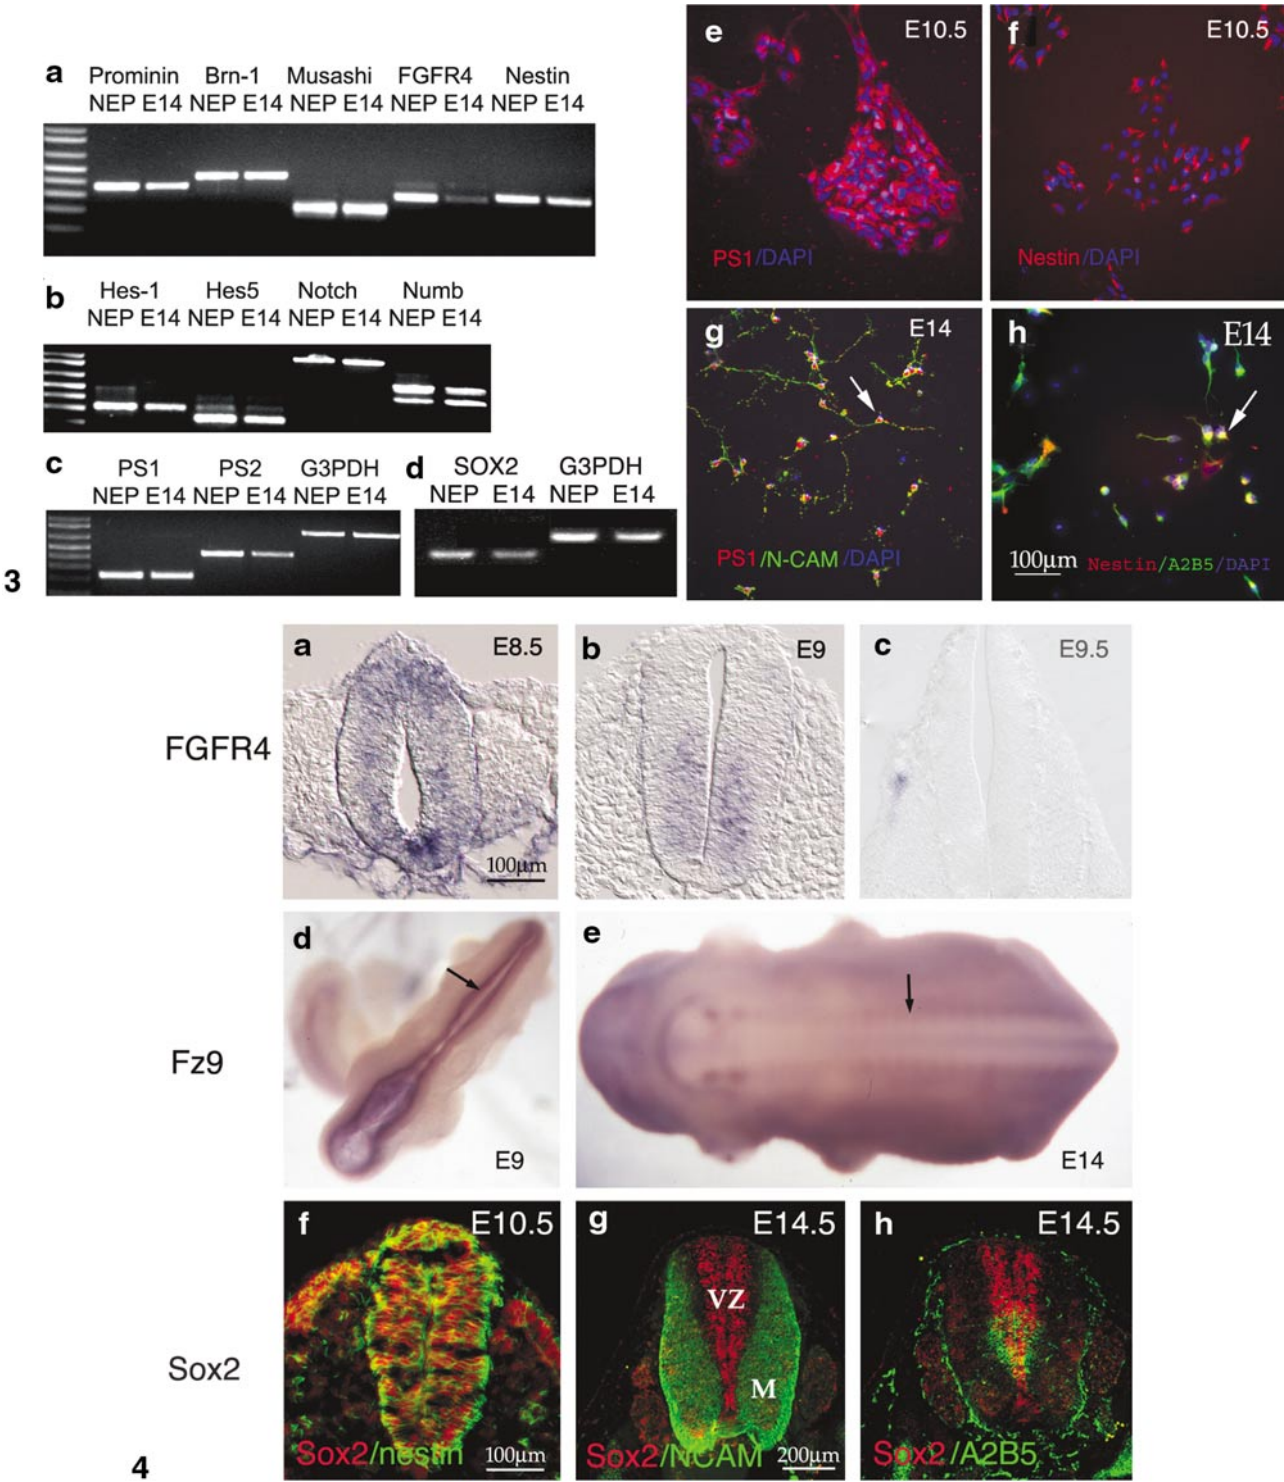 a
Prominin Brn-1 Musashi FGFR4 Nestin
NEP E14 NEP E14 NEP E14 NEP E14 NEP E14
b
Hes-1 Hes5 Notch Numb
NEP E14 NEP E14 NEP E14 NEP E14
c
PS1 PS2 G3PDH
NEP E14 NEP E14 NEP E14
d
SOX2 G3PDH
NEP E14 NEP E14
3
e E10.5
PS1/DAPI
f E10.5
Nestin/DAPI
g E14
PS1/N-CAM/DAPI
h E14
100µm Nestin/A2B5/DAPI
FGFR4
a E8.5
100µm
b E9
c E9.5
Fz9
d
E9
e
E14
Sox2
f E10.5
Sox2/nestin 100µm
g E14.5
VZ
M
Sox2/NCAM 200µm
h E14.5
Sox2/A2B5
4